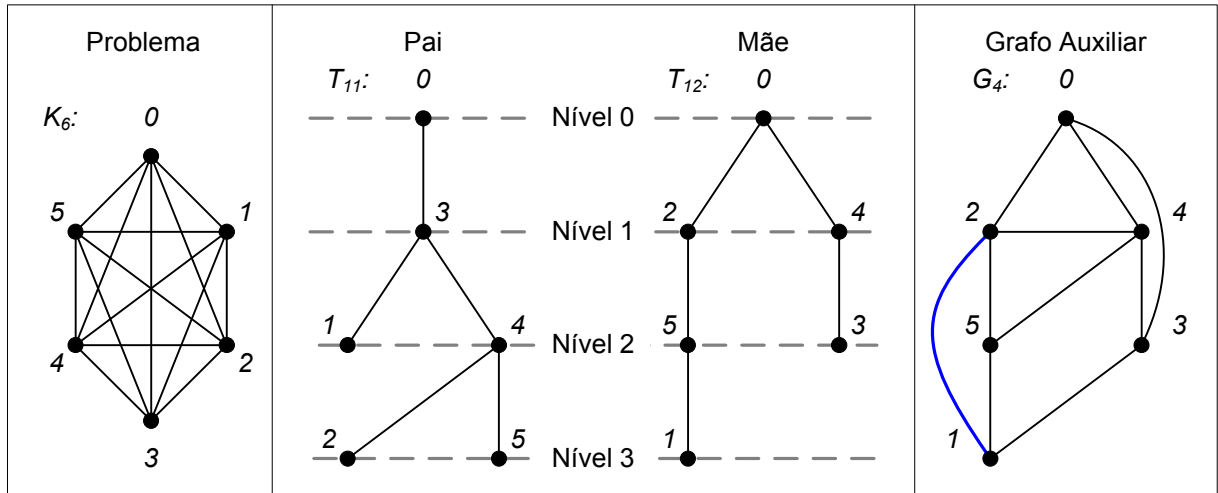 Problema
K6: 0
5 1
4 2
3
Pai
T11: 0
3
1 4
2 5
Nível 0
Nível 1
Nível 2
Nível 3
Mãe
T12: 0
2 4
5 3
1
Grafo Auxiliar
G4: 0
2 4
5 3
1